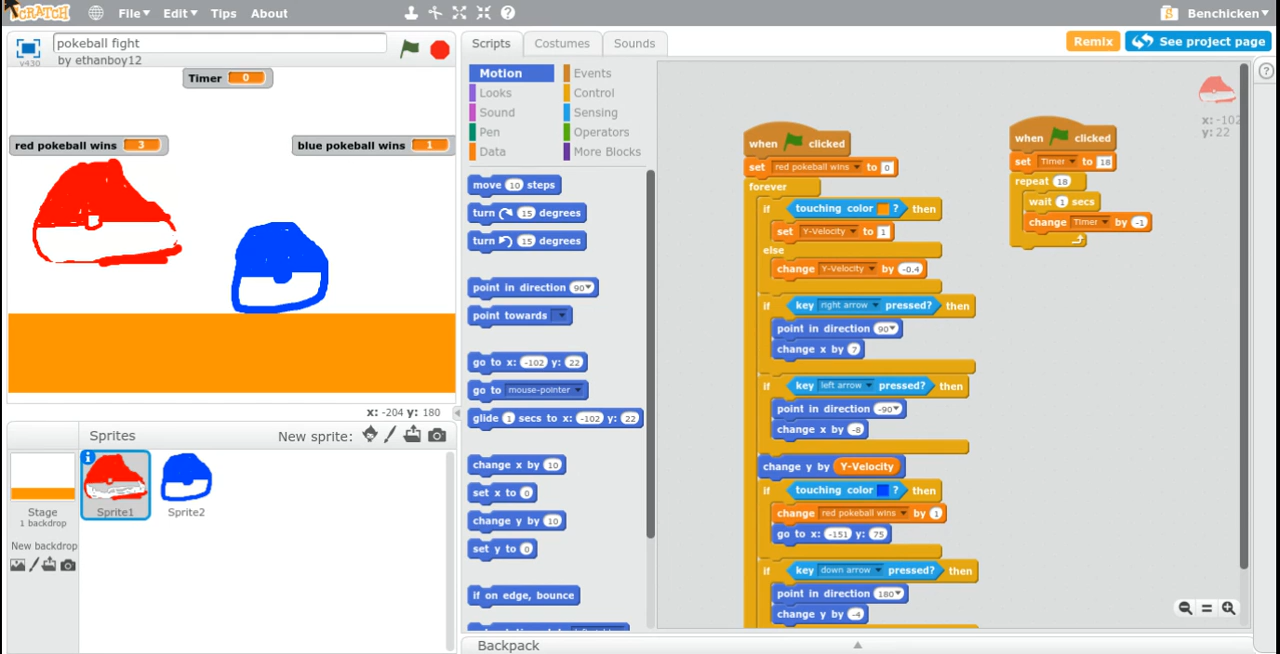 SCRATCH
File Edit Tips About
Benchicken
v430
pokeball fight
by ethanboy12
Scripts Costumes Sounds
Remix
See project page
Timer 0
red pokeball wins 3
blue pokeball wins 1
x: -204 y: 180
Sprites
New sprite:
Stage
1 backdrop
New backdrop
Sprite1
Sprite2
Motion
Looks
Sound
Pen
Data
Events
Control
Sensing
Operators
More Blocks
move 10 steps
turn 15 degrees
turn 15 degrees
point in direction 90
point towards
go to x: -102 y: 22
go to mouse-pointer
glide 1 secs to x: -102 y: 22
change x by 10
set x to 0
change y by 10
set y to 0
if on edge, bounce
when clicked
set red pokeball wins to 0
forever
if touching color ? then
set Y-Velocity to 1
else
change Y-Velocity by -0.4
if key right arrow pressed? then
point in direction 90
change x by 7
if key left arrow pressed? then
point in direction -90
change x by -8
change y by Y-Velocity
if touching color ? then
change red pokeball wins by 1
go to x: -151 y: 75
if key down arrow pressed? then
point in direction 180
change y by -4
when clicked
set Timer to 18
repeat 18
wait 1 secs
change Timer by -1
x: -102
y: 22
Backpack